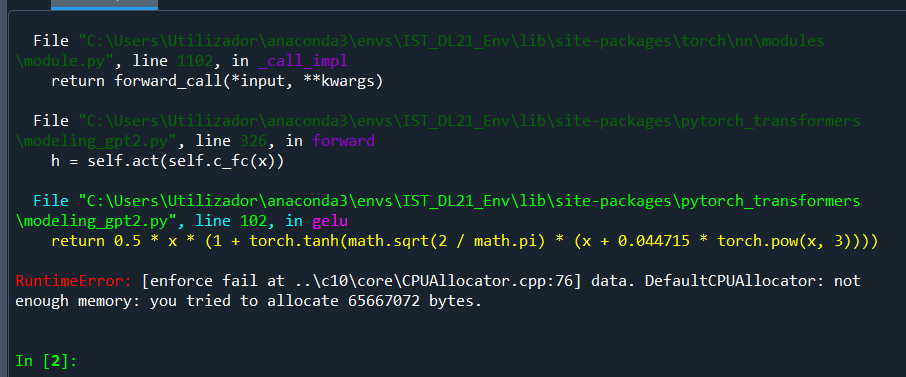 File "C:\Users\Utilizador\anaconda3\envs\IST_DL21_Env\lib\site-packages\torch\nn\modules
\module.py", line 1102, in _call_impl
return forward_call(*input, **kwargs)
File "C:\Users\Utilizador\anaconda3\envs\IST_DL21_Env\lib\site-packages\pytorch_transformers
\modeling_gpt2.py", line 326, in forward
h = self.act(self.c_fc(x))
File "C:\Users\Utilizador\anaconda3\envs\IST_DL21_Env\lib\site-packages\pytorch_transformers
\modeling_gpt2.py", line 102, in gelu
return 0.5 * x * (1 + torch.tanh(math.sqrt(2 / math.pi) * (x + 0.044715 * torch.pow(x, 3))))
RuntimeError: [enforce fail at ..\c10\core\CPUAllocator.cpp:76] data. DefaultCPUAllocator: not
enough memory: you tried to allocate 65667072 bytes.
In [2]: